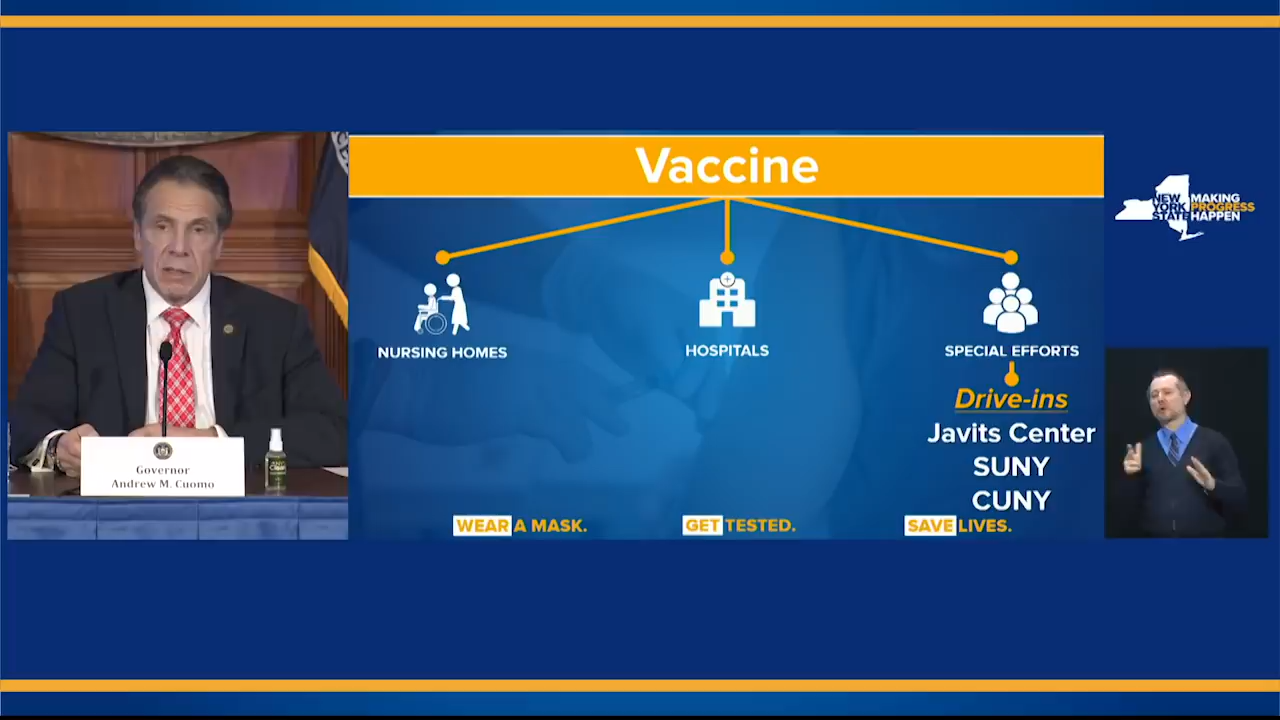 Vaccine
NURSING HOMES
HOSPITALS
SPECIAL EFFORTS
Drive-ins
Javits Center
SUNY
CUNY
WEAR A MASK.
GET TESTED.
SAVE LIVES.
Governor
Andrew M. Cuomo
NEW
YORK
STATE
MAKING
PROGRESS
HAPPEN